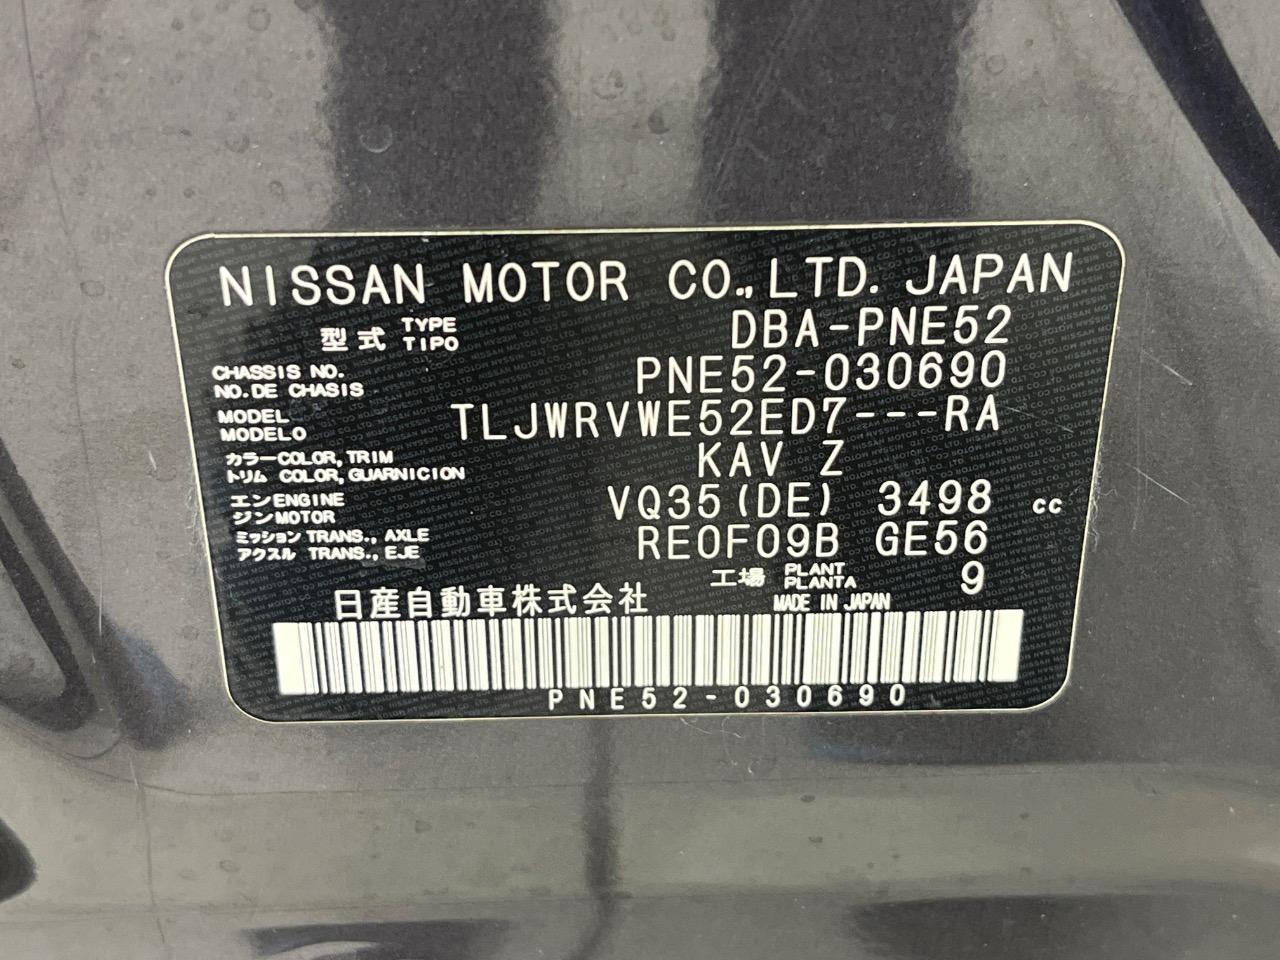 NISSAN MOTOR CO.,LTD. JAPAN
型式 TYPE TIPO DBA-PNE52
CHASSIS NO. NO.DE CHASIS PNE52-030690
MODEL MODELO TLJWRVWE52ED7---RA
カラー COLOR, TRIM
トリム COLOR, GUARNICION KAV Z
エン ENGINE
ジン MOTOR VQ35(DE) 3498 cc
ミッション TRANS., AXLE
アクスル TRANS., EJE RE0F09B GE56
工場 PLANT PLANTA 9
日産自動車株式会社 MADE IN JAPAN
PNE52-030690